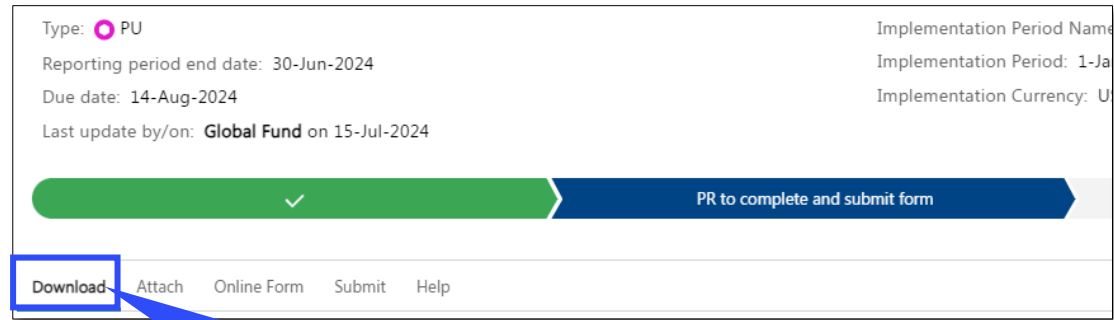 Type: PU
Implementation Period Name
Reporting period end date: 30-Jun-2024
Implementation Period: 1-Ja
Due date: 14-Aug-2024
Implementation Currency: U
Last update by/on: Global Fund on 15-Jul-2024
PR to complete and submit form
Download Attach Online Form Submit Help